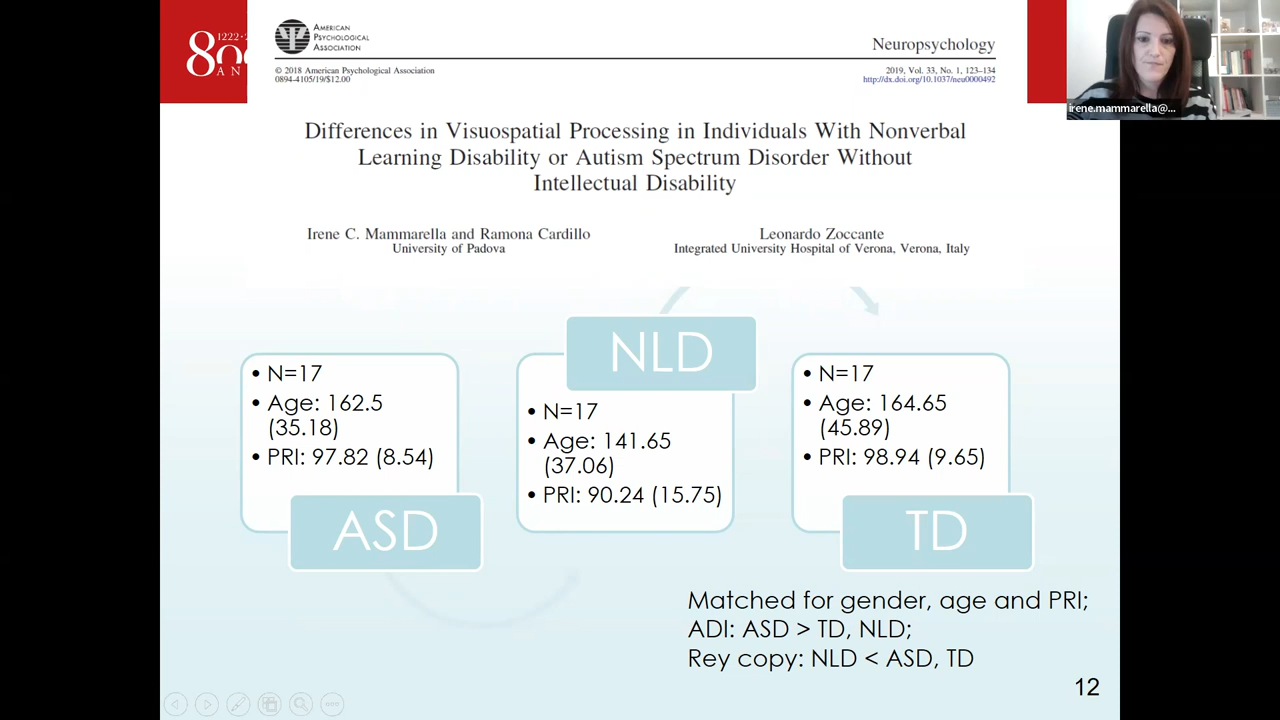 1222·2
800
A N
AMERICAN
PSYCHOLOGICAL
ASSOCIATION
Neuropsychology
© 2018 American Psychological Association
0894-4105/19/$12.00
2019, Vol. 33, No. 1, 123–134
http://dx.doi.org/10.1037/neu0000492
irene.mammarella@...
Differences in Visuospatial Processing in Individuals With Nonverbal
Learning Disability or Autism Spectrum Disorder Without
Intellectual Disability
Irene C. Mammarella and Ramona Cardillo
University of Padova
Leonardo Zoccante
Integrated University Hospital of Verona, Verona, Italy
• N=17
• Age: 162.5
(35.18)
• PRI: 97.82 (8.54)
ASD
NLD
• N=17
• Age: 141.65
(37.06)
• PRI: 90.24 (15.75)
• N=17
• Age: 164.65
(45.89)
• PRI: 98.94 (9.65)
TD
Matched for gender, age and PRI;
ADI: ASD > TD, NLD;
Rey copy: NLD < ASD, TD
12